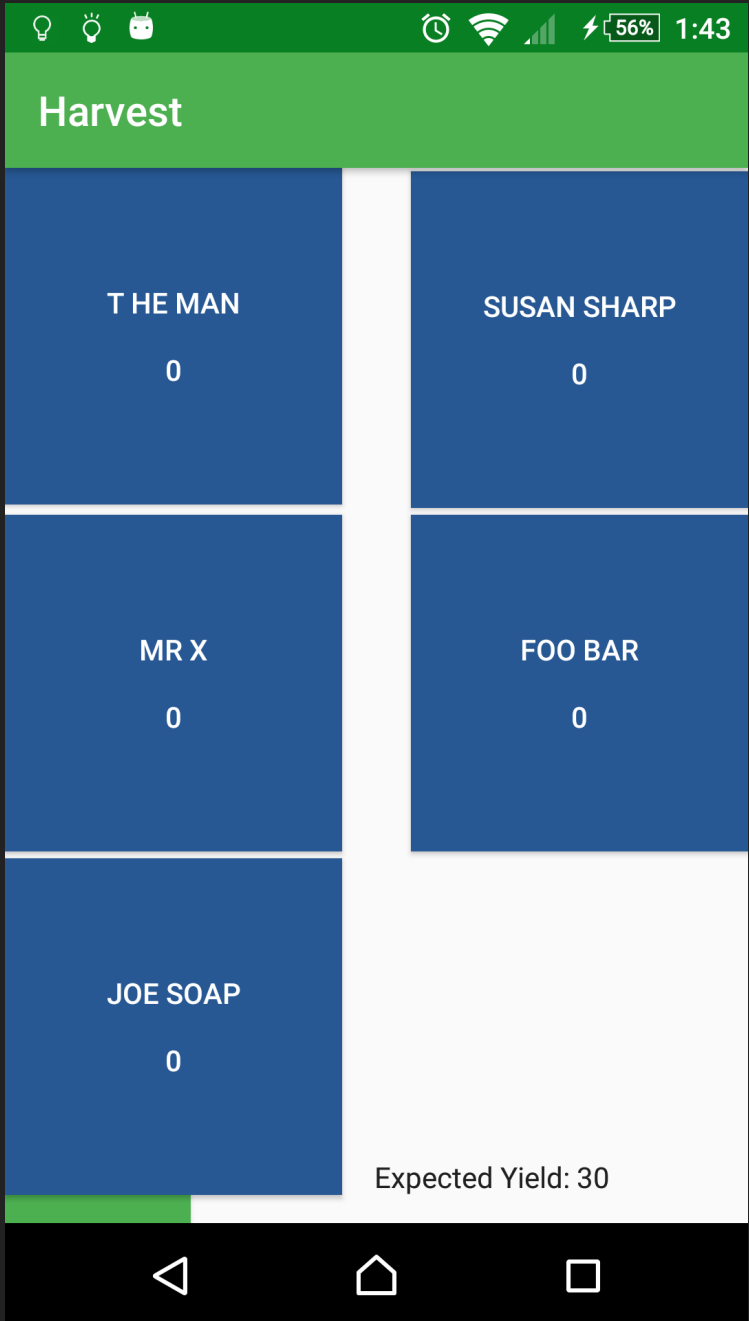 56% 1:43
Harvest
T HE MAN
0
SUSAN SHARP
0
MR X
0
FOO BAR
0
JOE SOAP
0
Expected Yield: 30